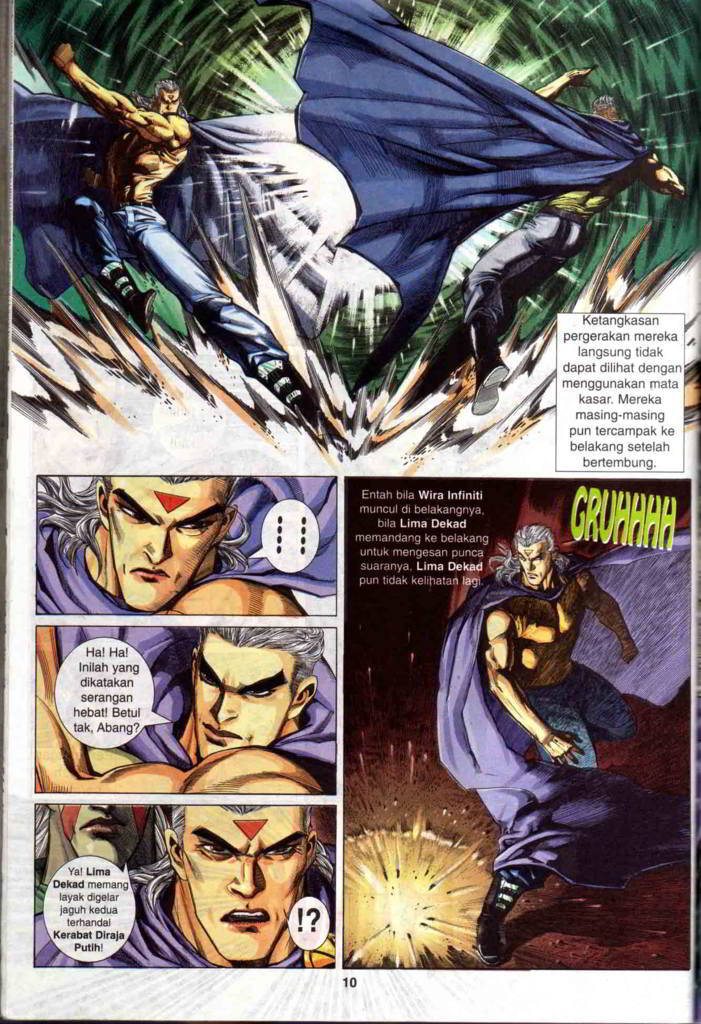 Ketangkasan
pergerakan mereka
langsung tidak
dapat dilihat dengan
menggunakan mata
kasar. Mereka
masing-masing
pun tercampak ke
belakang setelah
bertembung.
Ha! Ha!
Inilah yang
dikatakan
serangan
hebat! Betul
tak, Abang?
Ya! Lima
Dekad memang
layak digelar
jaguh kedua
terhandal
Kerabat Diraja
Putih!
!?
Entah bila Wira Infiniti
muncul di belakangnya,
bila Lima Dekad
memandang ke belakang
untuk mengesan punca
suaranya, Lima Dekad
pun tidak kelihatan lagi.
GRUHHHH
10